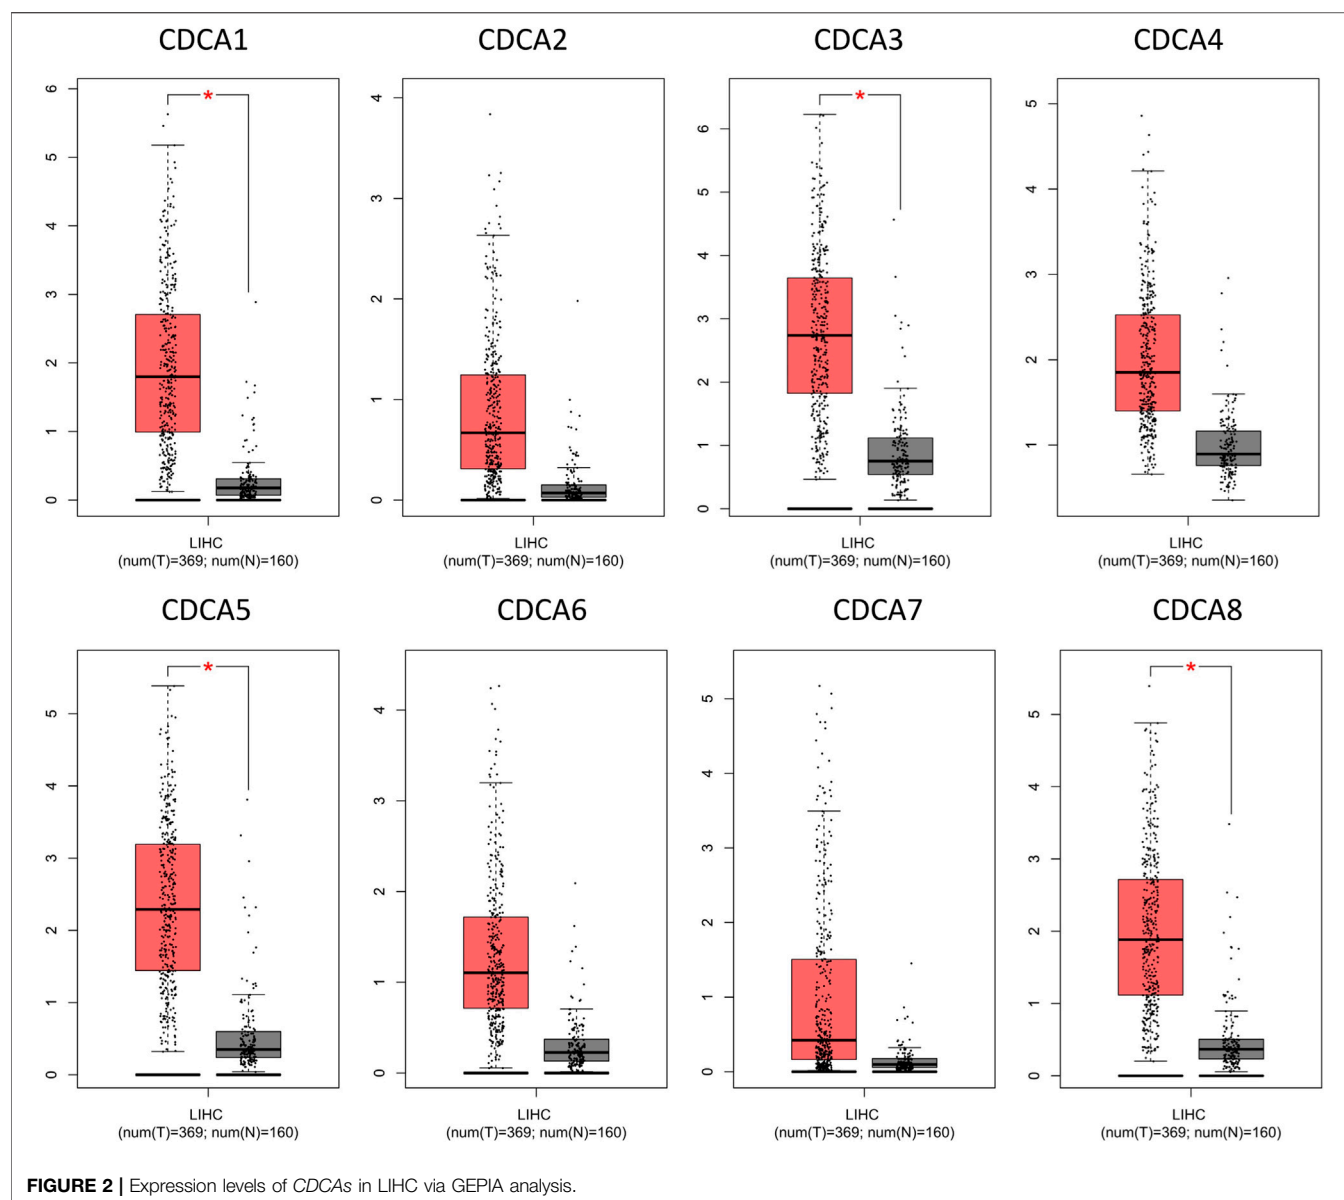 CDCA1 CDCA2 CDCA3 CDCA4
6
5
4
3
2
1
0
*
LIHC
(num(T)=369; num(N)=160)
4
3
2
1
0
LIHC
(num(T)=369; num(N)=160)
6
5
4
3
2
1
0
*
LIHC
(num(T)=369; num(N)=160)
5
4
3
2
1
LIHC
(num(T)=369; num(N)=160)
CDCA5 CDCA6 CDCA7 CDCA8
5
4
3
2
1
0
*
LIHC
(num(T)=369; num(N)=160)
4
3
2
1
0
LIHC
(num(T)=369; num(N)=160)
5
4
3
2
1
0
LIHC
(num(T)=369; num(N)=160)
5
4
3
2
1
0
*
LIHC
(num(T)=369; num(N)=160)
FIGURE 2 | Expression levels of CDCAs in LIHC via GEPIA analysis.